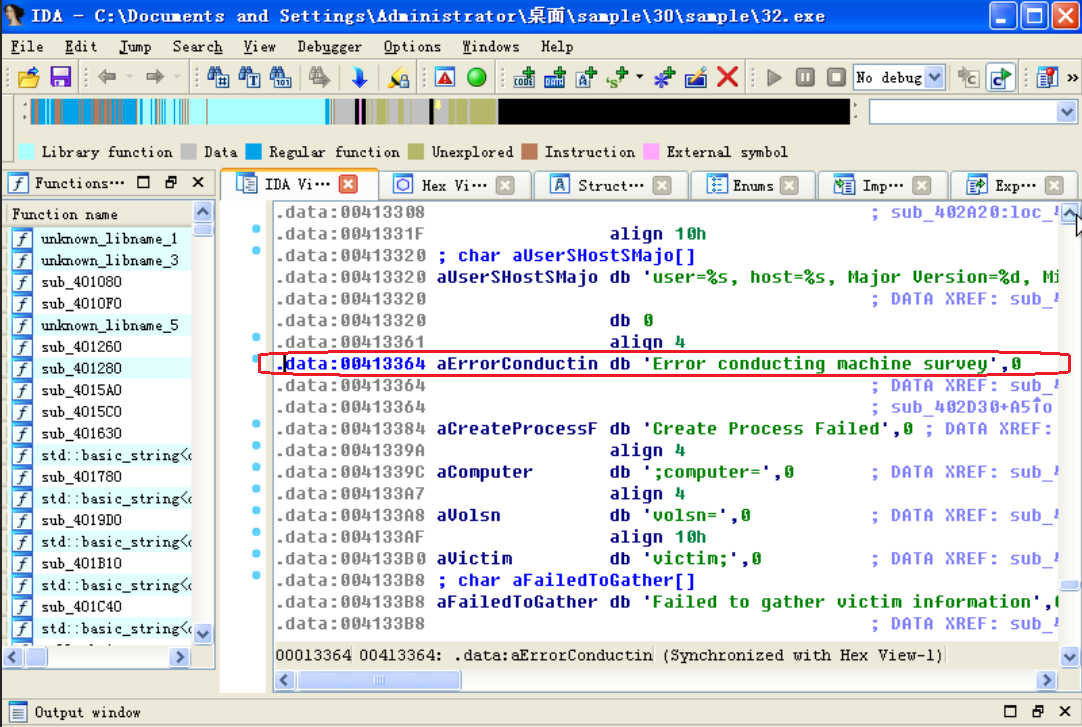 IDA - C:\Documents and Settings\Administrator\桌面\sample\30\sample\32.exe
File Edit Jump Search View Debugger Options Windows Help
No debug
Library function Data Regular function Unexplored Instruction External symbol
Functions… IDA Vi… Hex Vi… Struct… Enums Imp… Exp…
Function name
unknown_libname_1
unknown_libname_3
sub_401080
sub_4010F0
unknown_libname_5
sub_401260
sub_401280
sub_4015A0
sub_4015C0
sub_401630
std::basic_string<c
sub_401780
std::basic_string<c
sub_4019D0
std::basic_string<c
sub_401B10
std::basic_string<c
sub_401C40
std::basic_string<c
.data:00413308 ; sub_402A20:loc_4
.data:0041331F align 10h
.data:00413320 ; char aUserSHostSMajo[]
.data:00413320 aUserSHostSMajo db 'user=%s, host=%s, Major Version=%d, Mi
.data:00413320 ; DATA XREF: sub_4
.data:00413320 db 0
.data:00413361 align 4
.data:00413364 aErrorConductin db 'Error conducting machine survey',0
.data:00413364 ; DATA XREF: sub_4
.data:00413364 ; sub_402D30+A5↑o
.data:00413384 aCreateProcessF db 'Create Process Failed',0 ; DATA XREF:
.data:0041339A align 4
.data:0041339C aComputer db ';computer=',0 ; DATA XREF: sub_4
.data:004133A7 align 4
.data:004133A8 aVolsn db 'volsn=',0 ; DATA XREF: sub_4
.data:004133AF align 10h
.data:004133B0 aVictim db 'victim;',0 ; DATA XREF: sub_4
.data:004133B8 ; char aFailedToGather[]
.data:004133B8 aFailedToGather db 'Failed to gather victim information',0
.data:004133B8 ; DATA XREF: sub_4
00013364 00413364: .data:aErrorConductin (Synchronized with Hex View-1)
Output window